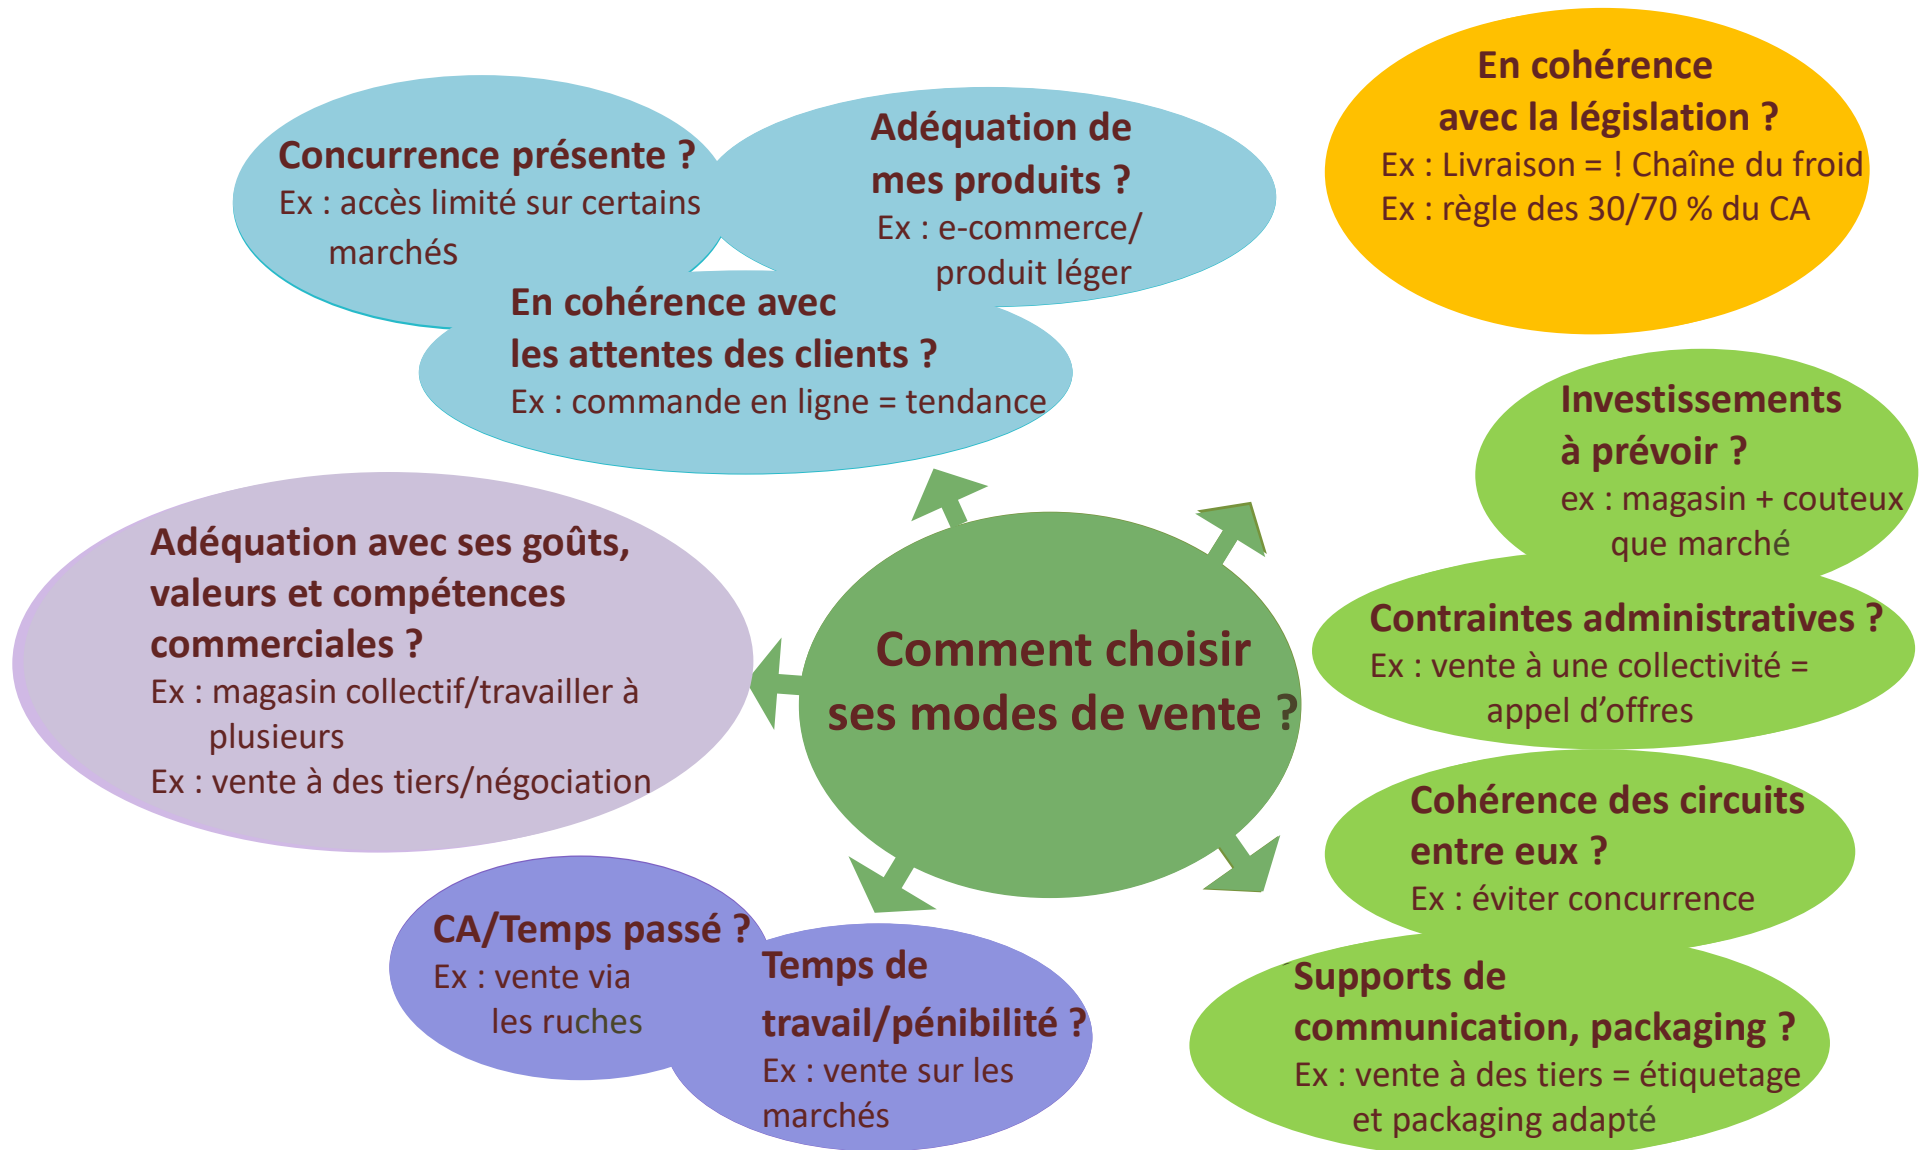 Concurrence présente ?
Ex : accès limité sur certains
marchés
Adéquation de
mes produits ?
Ex : e-commerce/
produit léger
En cohérence avec
les attentes des clients ?
Ex : commande en ligne = tendance
En cohérence
avec la législation ?
Ex : Livraison = ! Chaîne du froid
Ex : règle des 30/70 % du CA
Investissements
à prévoir ?
ex : magasin + couteux
que marché
Contraintes administratives ?
Ex : vente à une collectivité =
appel d’offres
Adéquation avec ses goûts,
valeurs et compétences
commerciales ?
Ex : magasin collectif/travailler à
plusieurs
Ex : vente à des tiers/négociation
Comment choisir
ses modes de vente ?
Cohérence des circuits
entre eux ?
Ex : éviter concurrence
CA/Temps passé ?
Ex : vente via
les ruches
Temps de
travail/pénibilité ?
Ex : vente sur les
marchés
Supports de
communication, packaging ?
Ex : vente à des tiers = étiquetage
et packaging adapté